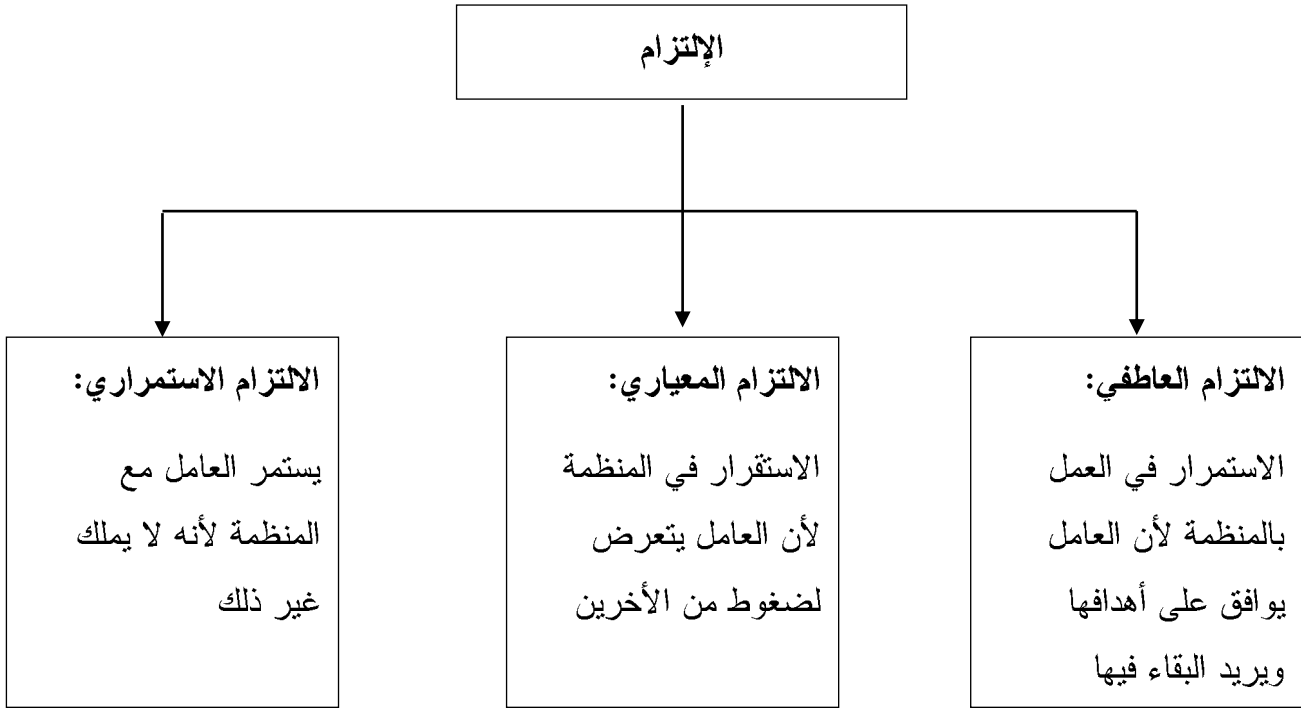 الإلتزام
الالتزام العاطفي:
الاستمرار في العمل
بالمنظمة لأن العامل
يوافق على أهدافها
ويريد البقاء فيها
الالتزام المعياري:
الاستقرار في المنظمة
لأن العامل يتعرض
لضغوط من الأخرين
الالتزام الاستمراري:
يستمر العامل مع
المنظمة لأنه لا يملك
غير ذلك